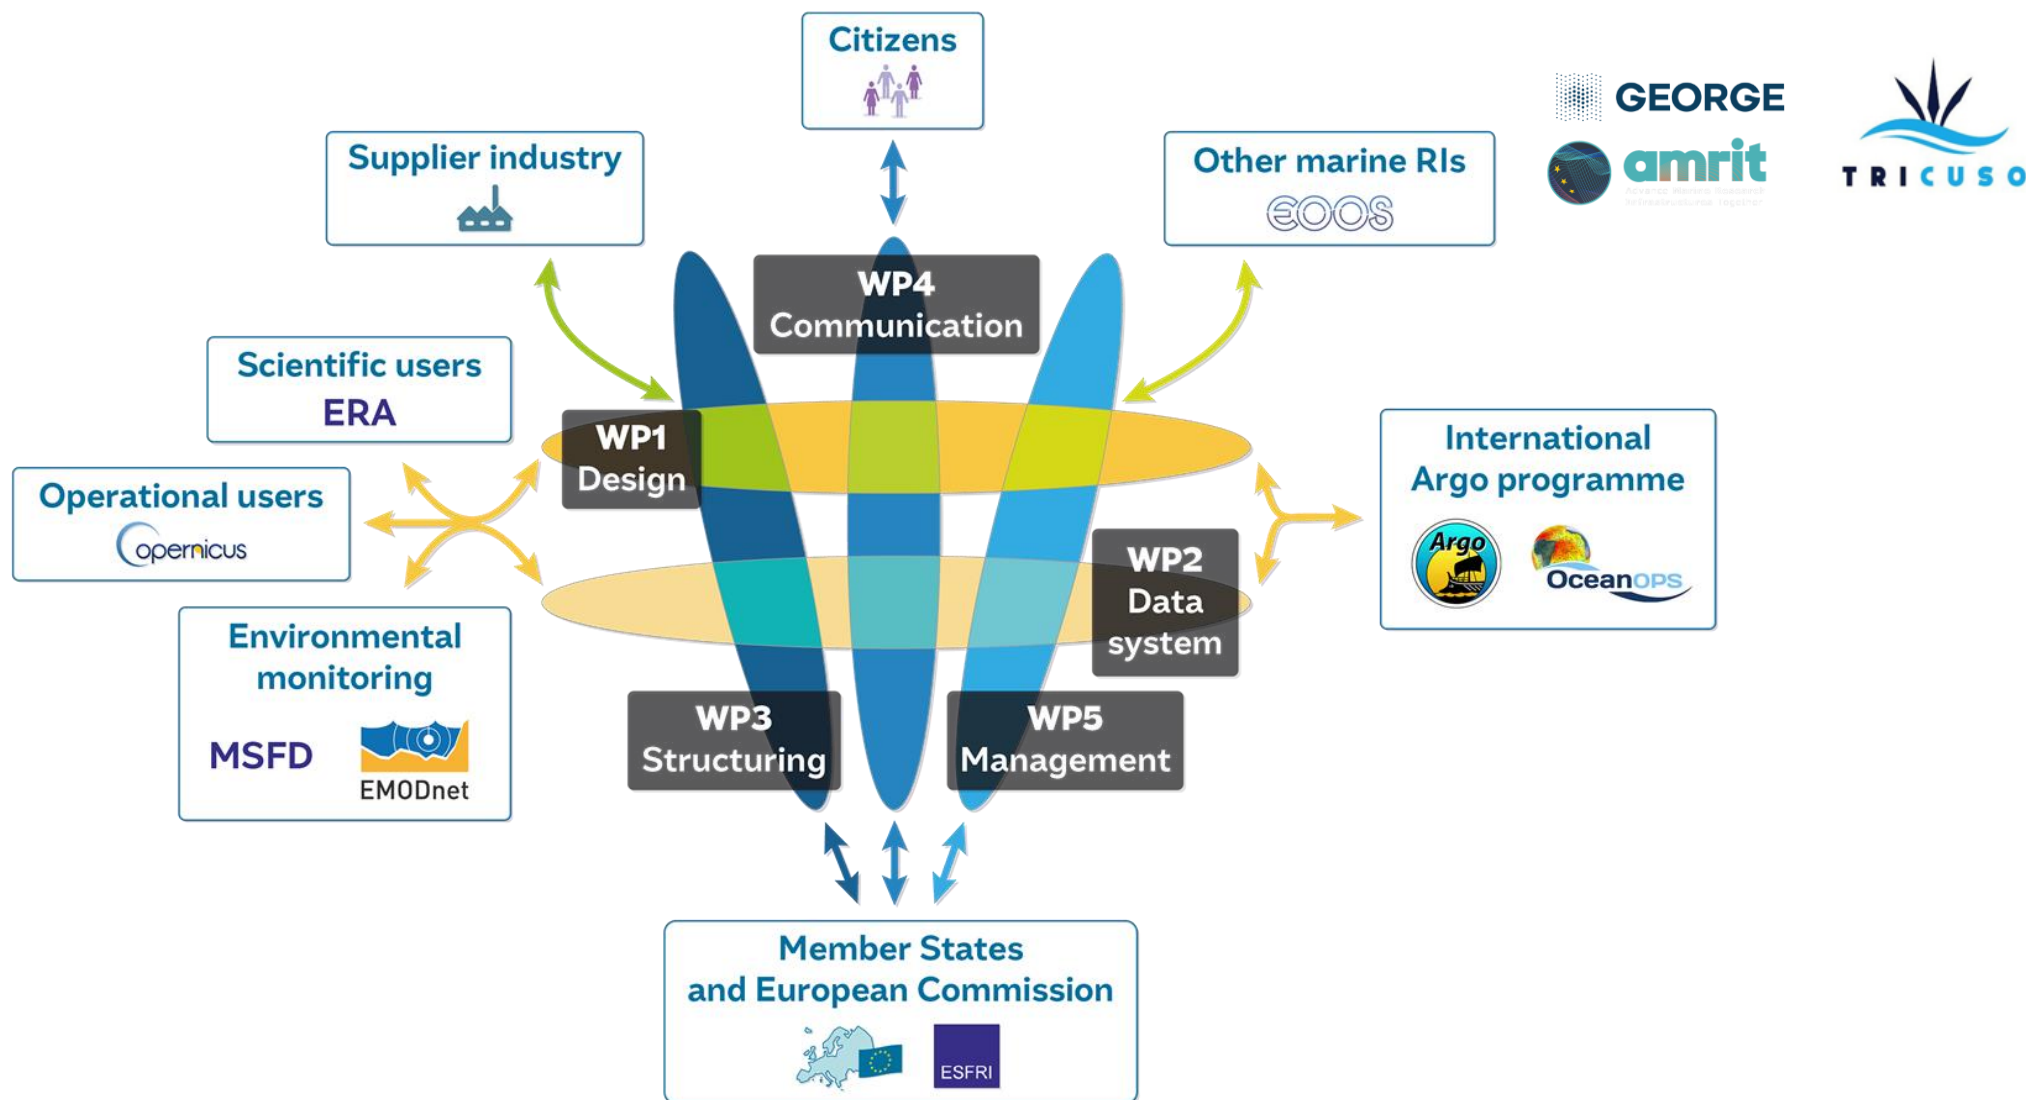 Citizens
GEORGE
amrit
TRICUSO
Supplier industry
Other marine RIs
EOOS
WP4
Communication
Scientific users
ERA
WP1
Design
International
Argo programme
Argo
OceanOPS
Operational users
opernicus
WP2
Data
system
Environmental
monitoring
MSFD
EMODnet
WP3
Structuring
WP5
Management
Member States
and European Commission
ESFRI